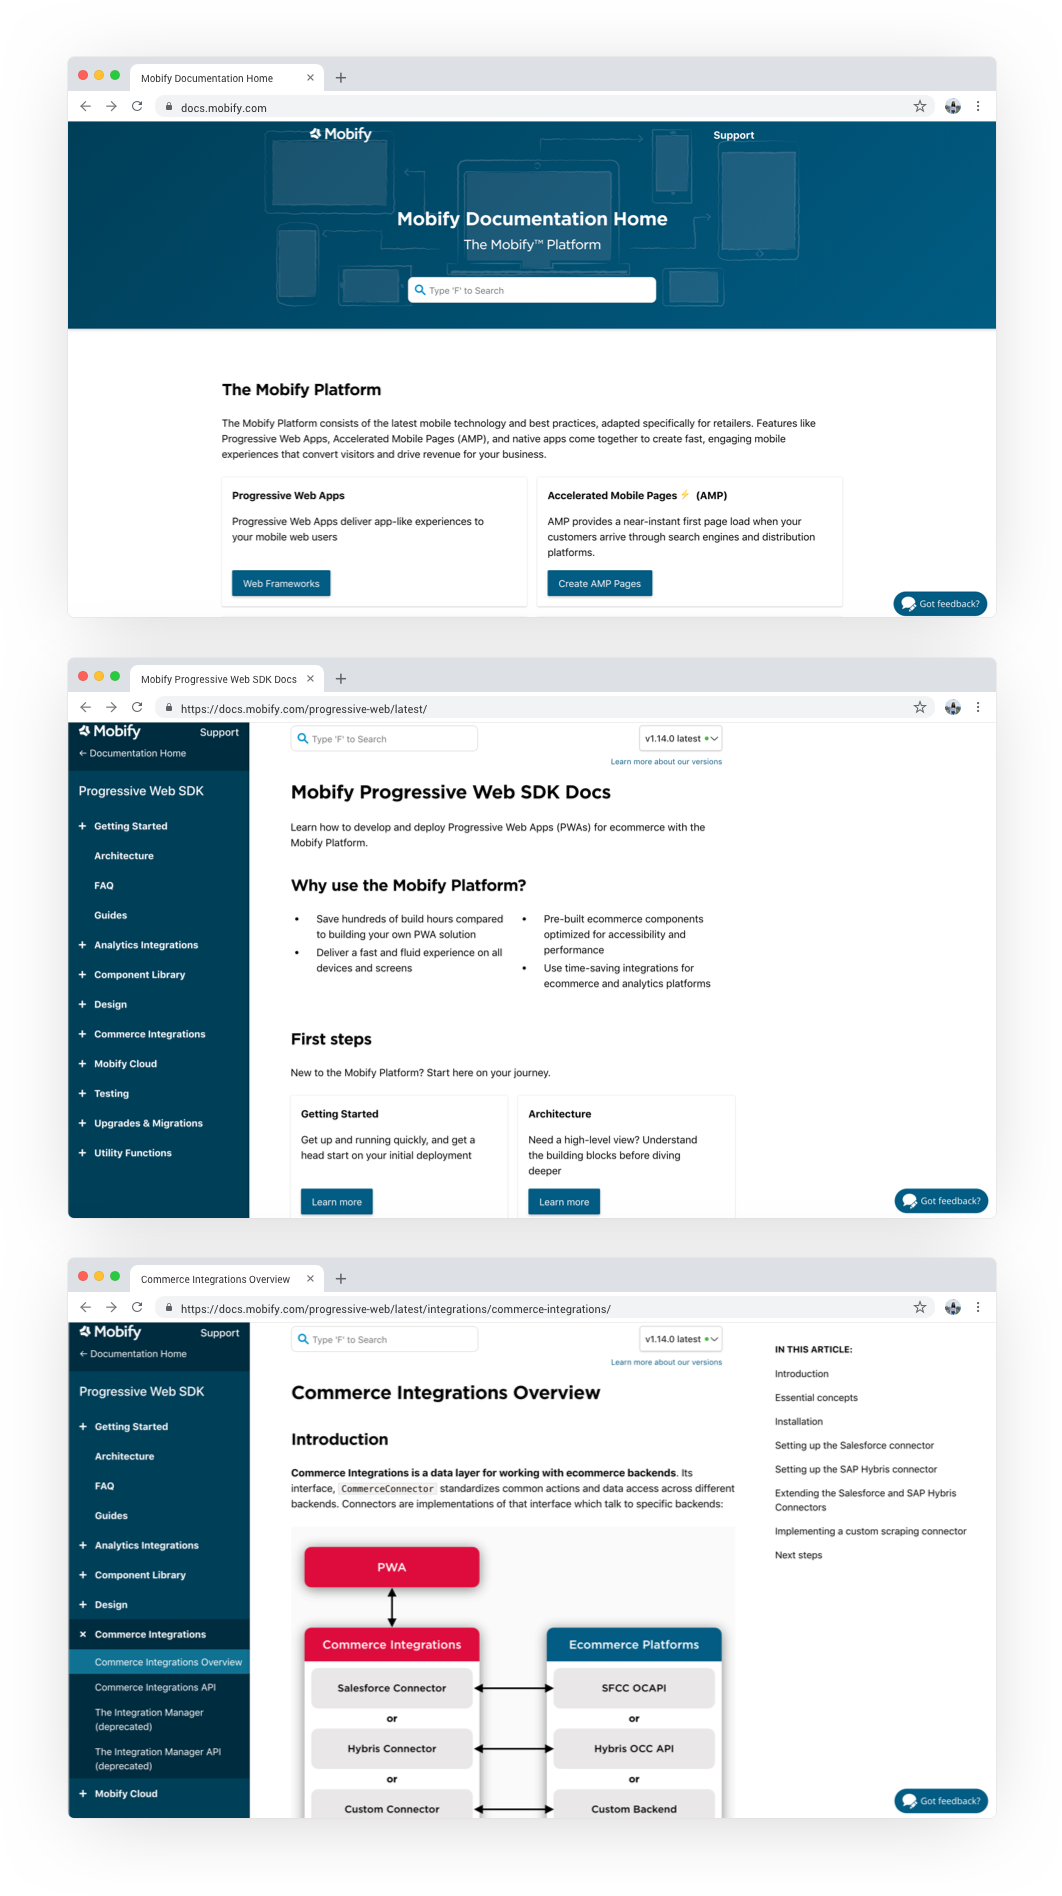 Mobify Documentation Home
docs.mobify.com
Mobify
Support
Mobify Documentation Home
The Mobify™ Platform
Type 'F' to Search
The Mobify Platform
The Mobify Platform consists of the latest mobile technology and best practices, adapted specifically for retailers. Features like
Progressive Web Apps, Accelerated Mobile Pages (AMP), and native apps come together to create fast, engaging mobile
experiences that convert visitors and drive revenue for your business.
Progressive Web Apps
Progressive Web Apps deliver app-like experiences to
your mobile web users
Web Frameworks
Accelerated Mobile Pages⚡ (AMP)
AMP provides a near-instant first page load when your
customers arrive through search engines and distribution
platforms.
Create AMP Pages
Got feedback?
Mobify Progressive Web SDK Docs
https://docs.mobify.com/progressive-web/latest/
Mobify
Support
← Documentation Home
Progressive Web SDK
+ Getting Started
Architecture
FAQ
Guides
+ Analytics Integrations
+ Component Library
+ Design
+ Commerce Integrations
+ Mobify Cloud
+ Testing
+ Upgrades & Migrations
+ Utility Functions
Type 'F' to Search
v1.14.0 latest
Learn more about our versions
Mobify Progressive Web SDK Docs
Learn how to develop and deploy Progressive Web Apps (PWAs) for ecommerce with the
Mobify Platform.
Why use the Mobify Platform?
• Save hundreds of build hours compared
to building your own PWA solution
• Deliver a fast and fluid experience on all
devices and screens
• Pre-built ecommerce components
optimized for accessibility and
performance
• Use time-saving integrations for
ecommerce and analytics platforms
First steps
New to the Mobify Platform? Start here on your journey.
Getting Started
Get up and running quickly, and get a
head start on your initial deployment
Learn more
Architecture
Need a high-level view? Understand
the building blocks before diving
deeper
Learn more
Got feedback?
Commerce Integrations Overview
https://docs.mobify.com/progressive-web/latest/integrations/commerce-integrations/
Mobify
Support
← Documentation Home
Progressive Web SDK
+ Getting Started
Architecture
FAQ
Guides
+ Analytics Integrations
+ Component Library
+ Design
× Commerce Integrations
Commerce Integrations Overview
Commerce Integrations API
The Integration Manager
(deprecated)
The Integration Manager API
(deprecated)
+ Mobify Cloud
Type 'F' to Search
v1.14.0 latest
Learn more about our versions
Commerce Integrations Overview
Introduction
Commerce Integrations is a data layer for working with ecommerce backends. Its
interface, CommerceConnector standardizes common actions and data access across different
backends. Connectors are implementations of that interface which talk to specific backends:
PWA
Commerce Integrations
Salesforce Connector
or
Hybris Connector
or
Custom Connector
Ecommerce Platforms
SFCC OCAPI
or
Hybris OCC API
or
Custom Backend
IN THIS ARTICLE:
Introduction
Essential concepts
Installation
Setting up the Salesforce connector
Setting up the SAP Hybris connector
Extending the Salesforce and SAP Hybris
Connectors
Implementing a custom scraping connector
Next steps
Got feedback?